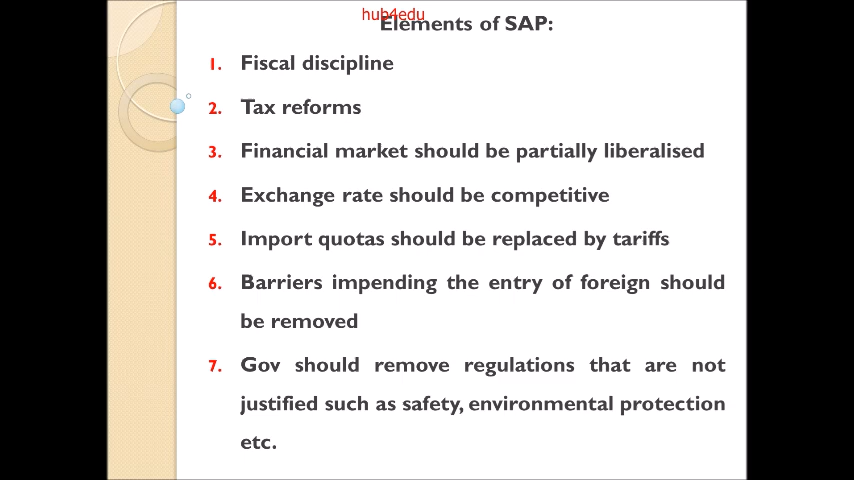 hub4edu
Elements of SAP:
1. Fiscal discipline
2. Tax reforms
3. Financial market should be partially liberalised
4. Exchange rate should be competitive
5. Import quotas should be replaced by tariffs
6. Barriers impending the entry of foreign should
be removed
7. Gov should remove regulations that are not
justified such as safety, environmental protection
etc.